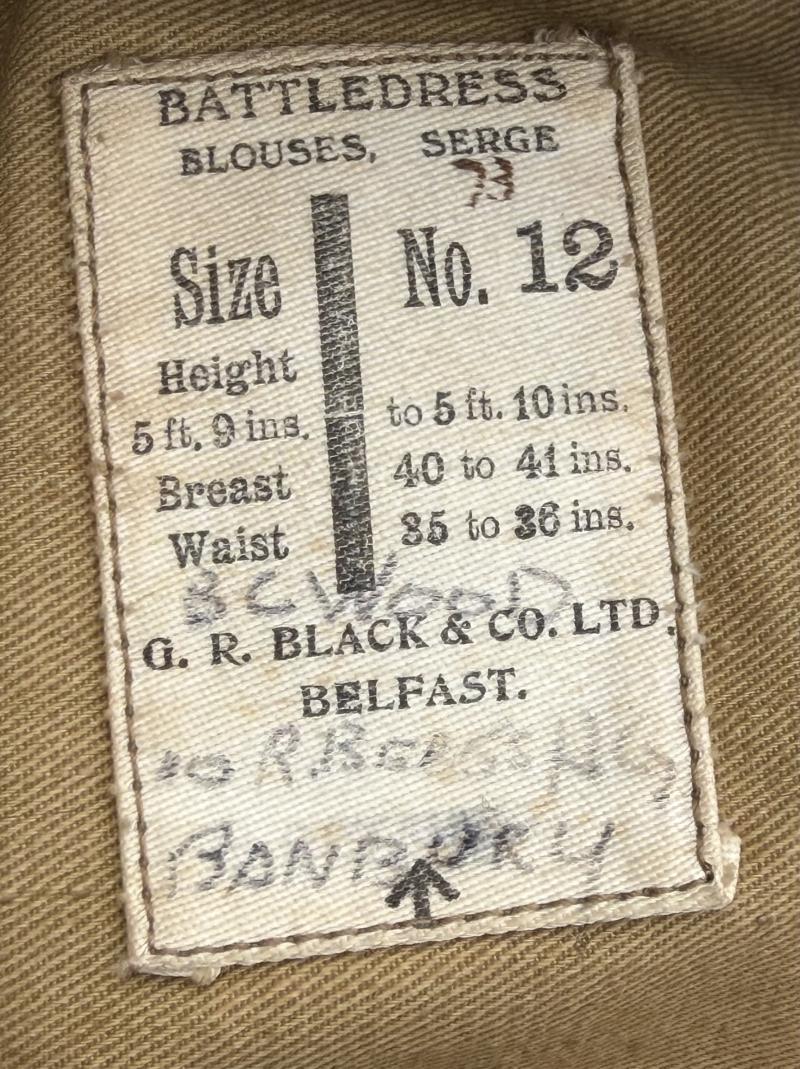 BATTLEDRESS
BLOUSES, SERGE
Size No. 12
Height
5 ft. 9 ins. to 5 ft. 10 ins.
Breast 40 to 41 ins.
Waist 35 to 36 ins.
B C WOOD
G. R. BLACK & CO. LTD.
BELFAST.
BANBURY